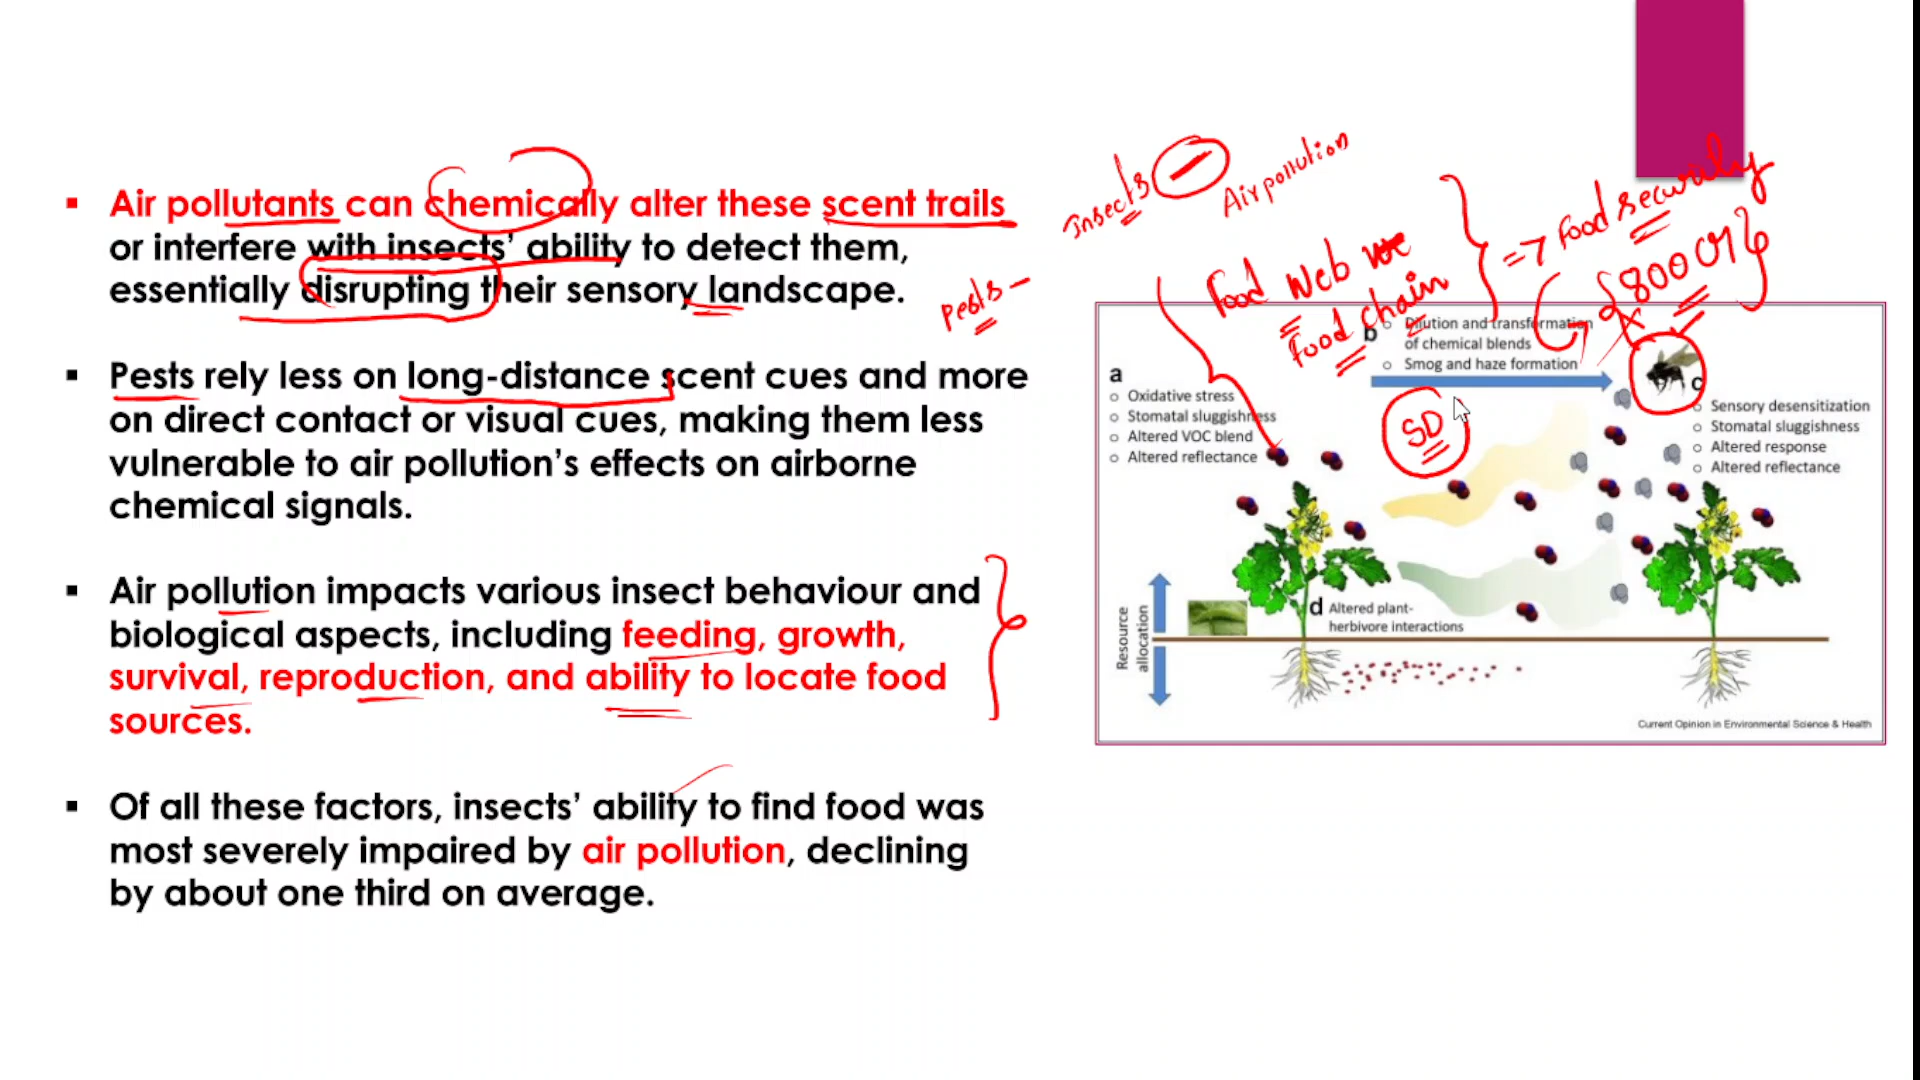 ▪ Air pollutants can chemically alter these scent trails
or interfere with insects’ ability to detect them,
essentially disrupting their sensory landscape.
▪ Pests rely less on long-distance scent cues and more
on direct contact or visual cues, making them less
vulnerable to air pollution’s effects on airborne
chemical signals.
▪ Air pollution impacts various insect behaviour and
biological aspects, including feeding, growth,
survival, reproduction, and ability to locate food
sources.
▪ Of all these factors, insects’ ability to find food was
most severely impaired by air pollution, declining
by about one third on average.
pests –
Insects
Air pollution
Food Web
Food chain
=> Food security
{800 cr}
SD
a
o Oxidative stress
o Stomatal sluggishness
o Altered VOC blend
o Altered reflectance
b
o Dilution and transformation
of chemical blends
o Smog and haze formation
c
o Sensory desensitization
o Stomatal sluggishness
o Altered response
o Altered reflectance
d Altered plant-
herbivore interactions
Resource
allocation
Current Opinion in Environmental Science & Health